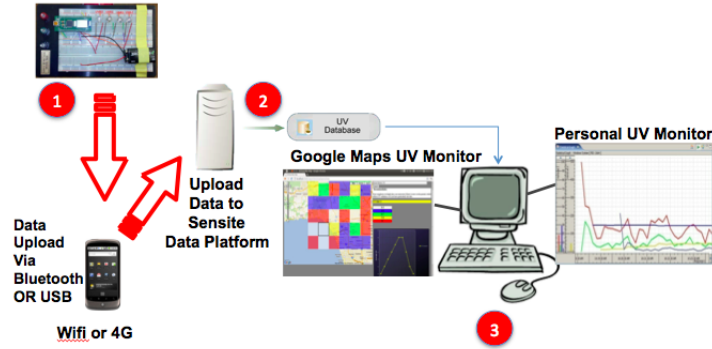 1
2
UV
Database
Google Maps UV Monitor
Personal UV Monitor
Upload
Data to
Sensite
Data Platform
Data
Upload
Via
Bluetooth
OR USB
Wifi or 4G
3